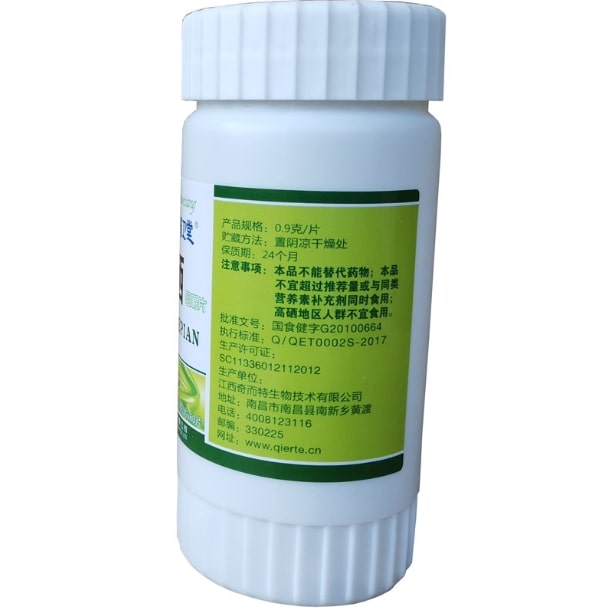 产品规格：0.9克/片
贮藏方法：置阴凉干燥处
保质期：24个月
注意事项：本品不能替代药物；本品
不宜超过推荐量或与同类
营养素补充剂同时食用；
高硒地区人群不宜食用。
批准文号：国食健字G20100664
执行标准：Q/QET0002S-2017
生产许可证：
SC11336012112012
生产单位：
江西奇而特生物技术有限公司
地址：南昌市南昌县南新乡黄渡
电话：4008123116
邮编：330225
网址：www.qierte.cn
堂®
PIAN